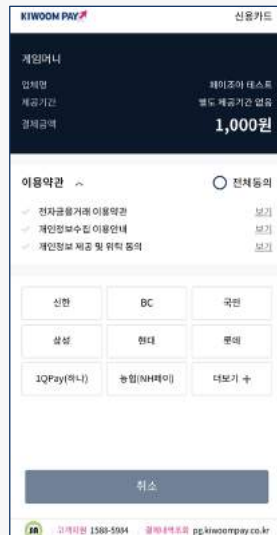 KIWOOM PAY
신용카드
게임머니
업체명 페이조아 테스트
제공기간 별도 제공기간 없음
결제금액 1,000원
이용약관 전체동의
전자금융거래 이용약관 보기
개인정보수집 이용안내 보기
개인정보 제공 및 위탁 동의 보기
신한 BC 국민
삼성 현대 롯데
1QPay(하나) 농협(NH페이) 더보기 +
취소
고객지원 1588-5984 결제내역조회 pg.kiwoompay.co.kr